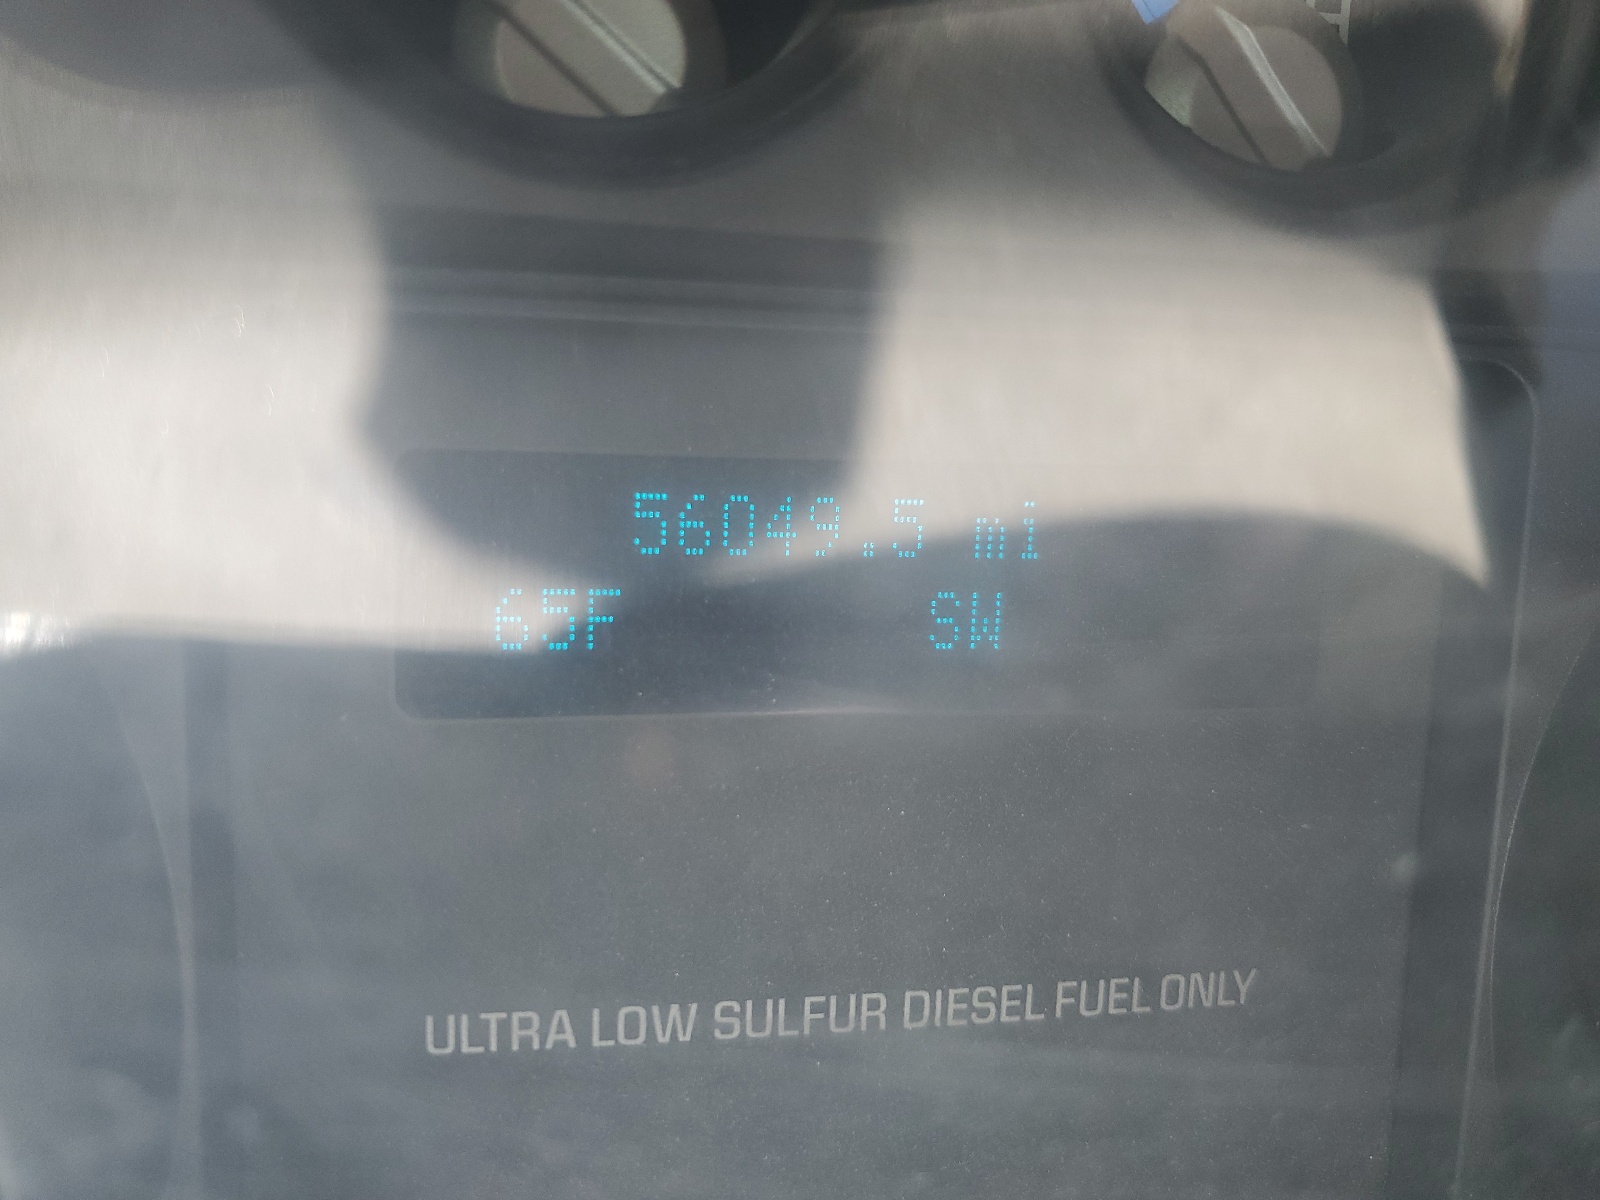 56049.5 mi
65F SW
ULTRA LOW SULFUR DIESEL FUEL ONLY